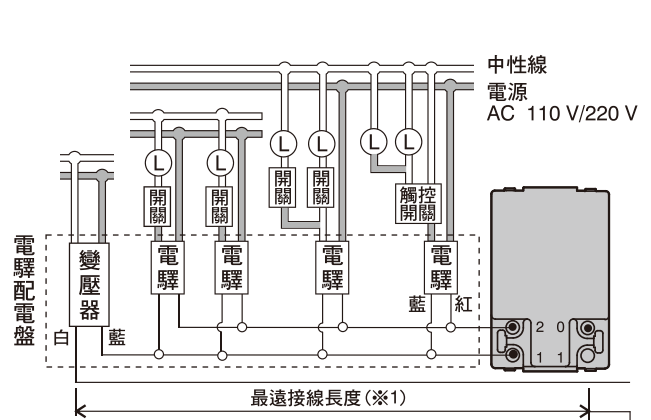 中性線
電源
AC 110 V/220 V
L
L
L
L
L
L
開關
開關
開關
開關
觸控
開關
電驛配電盤
變壓器
電驛
電驛
電驛
電驛
藍 紅
白 藍
2 0
1 1
最遠接線長度(※1)